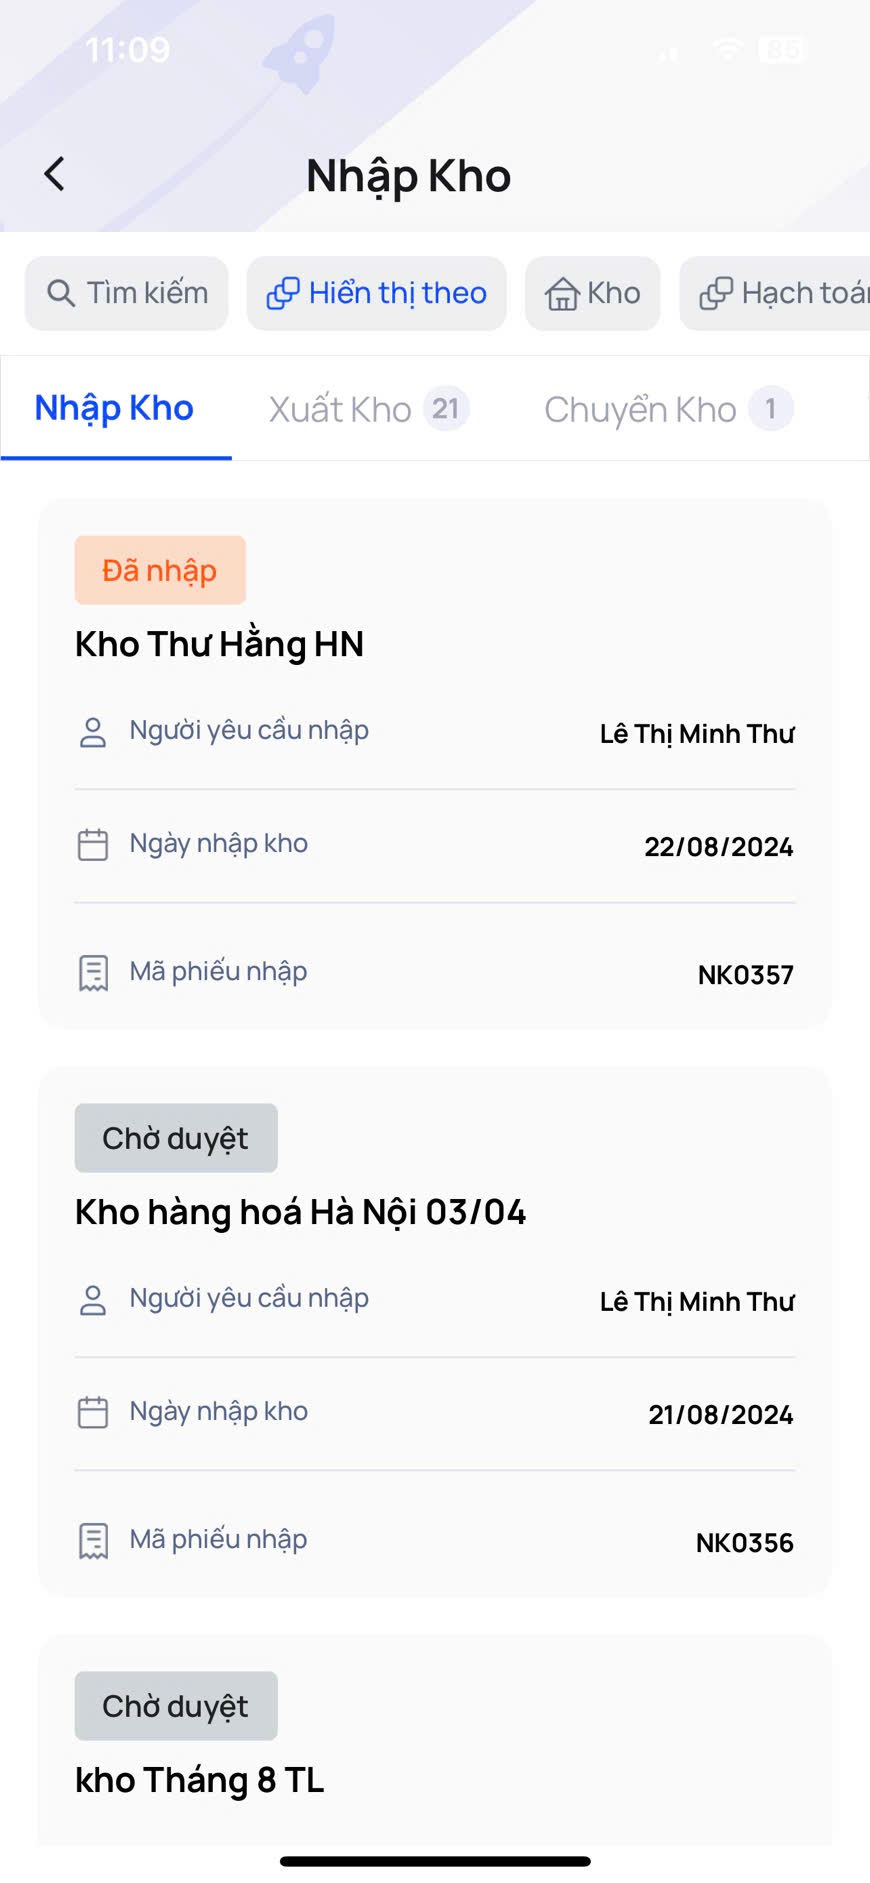 11:09
85
Nhập Kho
Tìm kiếm
Hiển thị theo
Kho
Hạch toán
Nhập Kho
Xuất Kho 21
Chuyển Kho 1
Đã nhập
Kho Thư Hằng HN
Người yêu cầu nhập
Lê Thị Minh Thư
Ngày nhập kho
22/08/2024
Mã phiếu nhập
NK0357
Chờ duyệt
Kho hàng hoá Hà Nội 03/04
Người yêu cầu nhập
Lê Thị Minh Thư
Ngày nhập kho
21/08/2024
Mã phiếu nhập
NK0356
Chờ duyệt
kho Tháng 8 TL